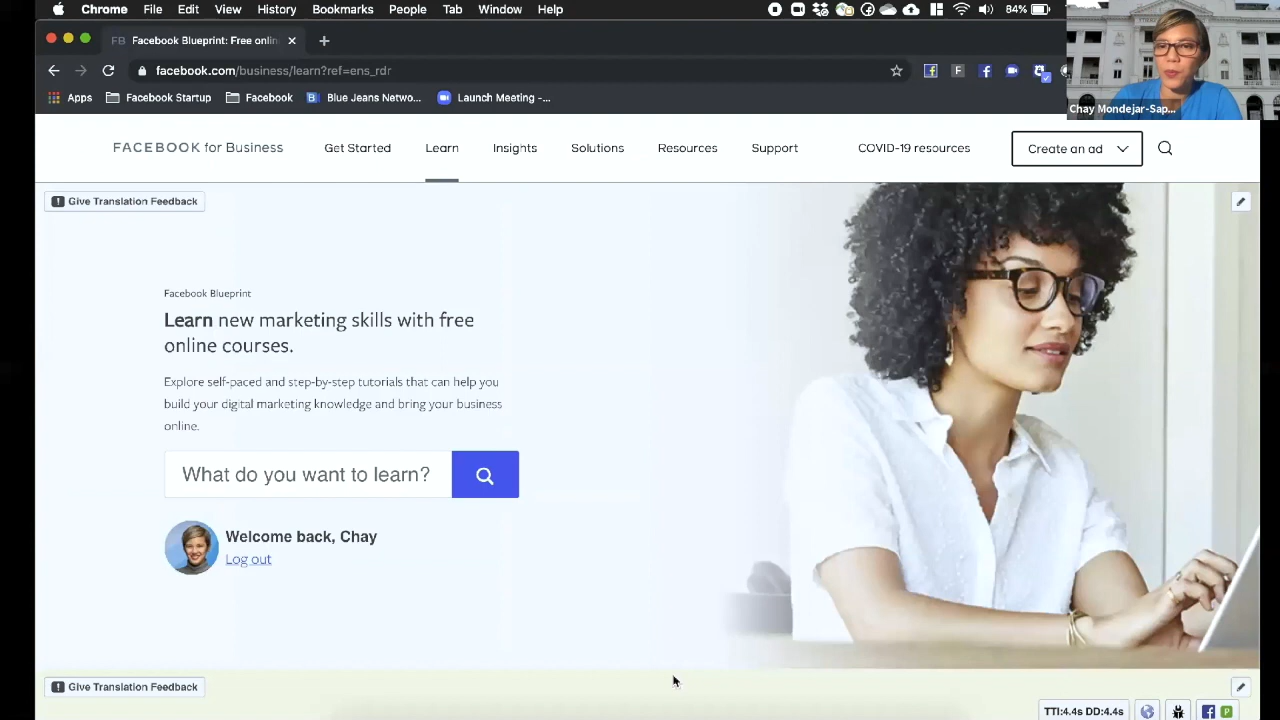 Chrome File Edit View History Bookmarks People Tab Window Help 84%
FB Facebook Blueprint: Free onlin
facebook.com/business/learn?ref=ens_rdr
Apps Facebook Startup Facebook Blue Jeans Netwo... Launch Meeting -...
Chay Mondejar-Sap...
FACEBOOK for Business Get Started Learn Insights Solutions Resources Support COVID-19 resources Create an ad
Give Translation Feedback
Facebook Blueprint
Learn new marketing skills with free
online courses.
Explore self-paced and step-by-step tutorials that can help you
build your digital marketing knowledge and bring your business
online.
What do you want to learn?
Welcome back, Chay
Log out
Give Translation Feedback
TTI:4.4s DD:4.4s